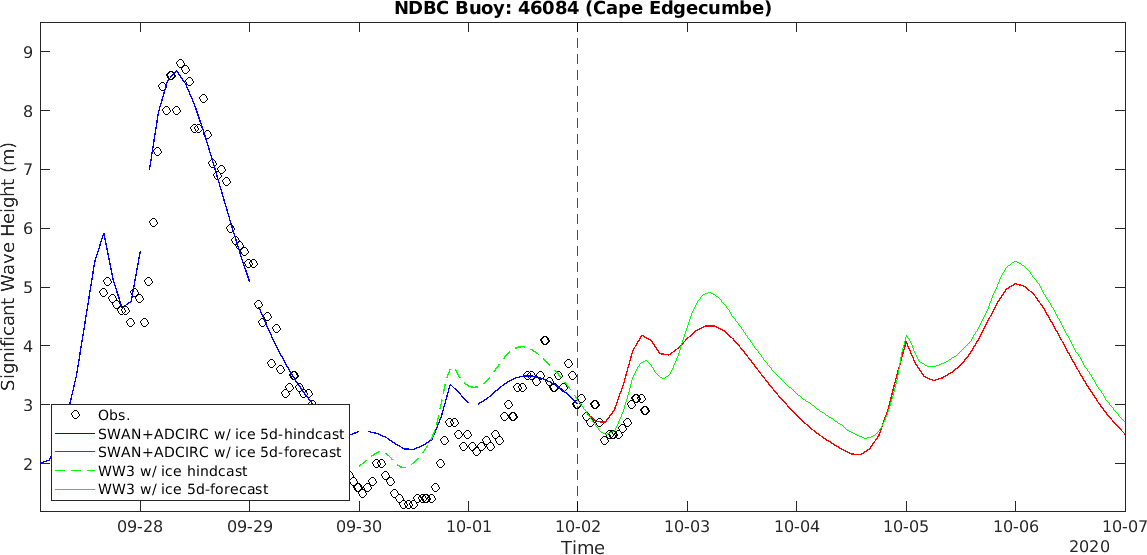 NDBC Buoy: 46084 (Cape Edgecumbe)
Significant Wave Height (m)
9
8
7
6
5
4
3
2
Obs.
SWAN+ADCIRC w/ ice 5d-hindcast
SWAN+ADCIRC w/ ice 5d-forecast
WW3 w/ ice hindcast
WW3 w/ ice 5d-forecast
09-28 09-29 09-30 10-01 10-02 10-03 10-04 10-05 10-06 10-07
Time
2020